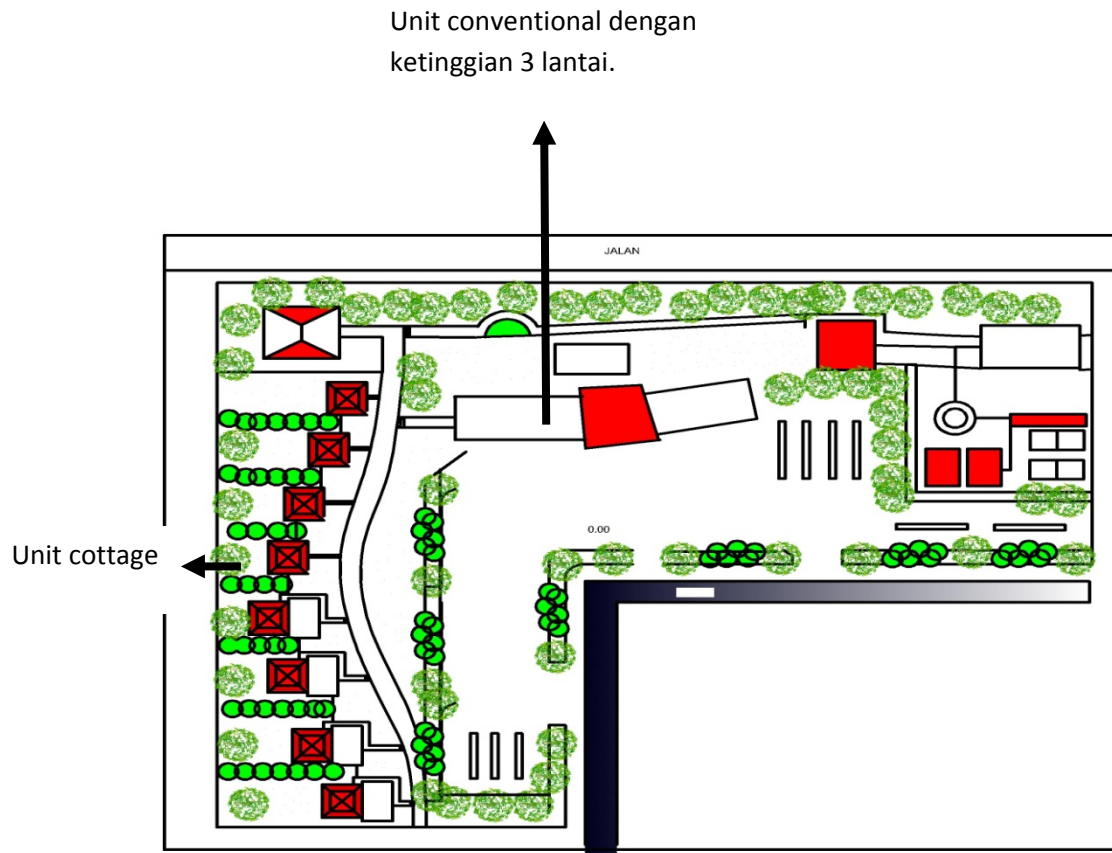 Unit conventional dengan
ketinggian 3 lantai.
JALAN
0.00
Unit cottage